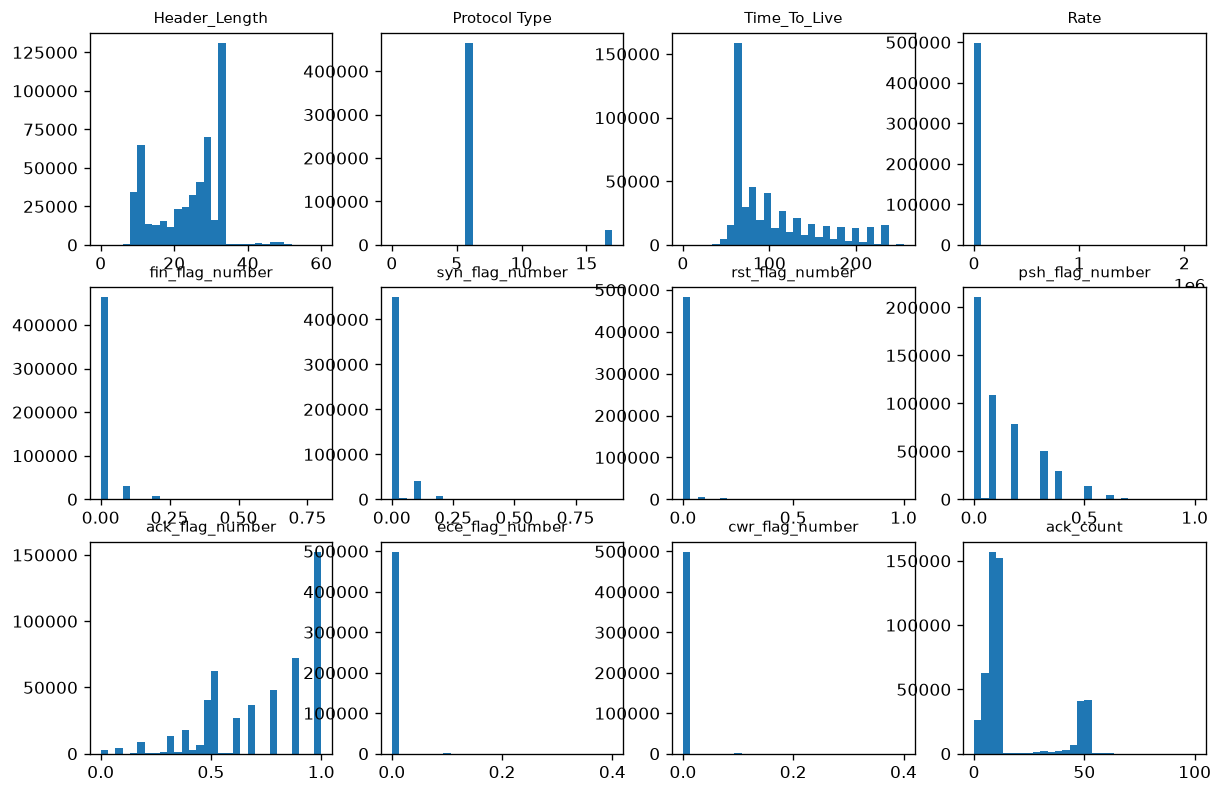 Header_Length
Protocol Type
Time_To_Live
Rate
125000
100000
75000
50000
25000
0
0 20 40 60
400000
300000
200000
100000
0
0 5 10 15
150000
100000
50000
0
0 100 200
500000
400000
300000
200000
100000
0
0 1 2
1e6
fin_flag_number
syn_flag_number
rst_flag_number
psh_flag_number
400000
300000
200000
100000
0
0.00 0.25 0.50 0.75
400000
300000
200000
100000
0
0.00 0.25 0.50 0.75
500000
400000
300000
200000
100000
0
0.0 0.5 1.0
200000
150000
100000
50000
0
0.0 0.5 1.0
ack_flag_number
ece_flag_number
cwr_flag_number
ack_count
150000
100000
50000
0
0.0 0.5 1.0
500000
400000
300000
200000
100000
0
0.0 0.2 0.4
500000
400000
300000
200000
100000
0
0.0 0.2 0.4
150000
100000
50000
0
0 50 100